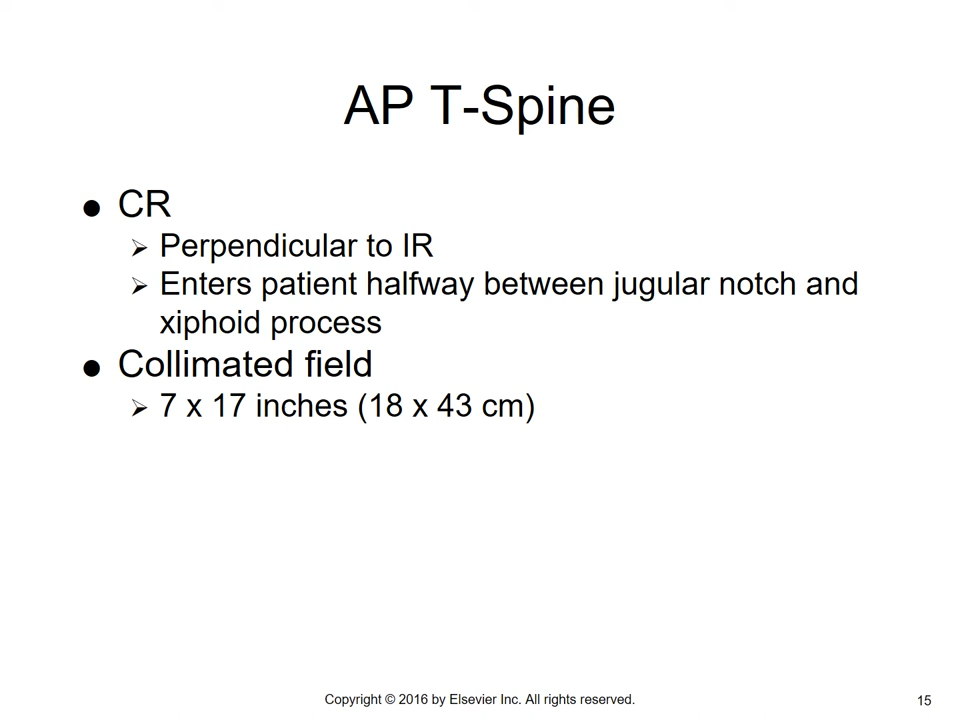 AP T-Spine
● CR
➢ Perpendicular to IR
➢ Enters patient halfway between jugular notch and
xiphoid process
● Collimated field
➢ 7 x 17 inches (18 x 43 cm)
Copyright © 2016 by Elsevier Inc. All rights reserved.
15